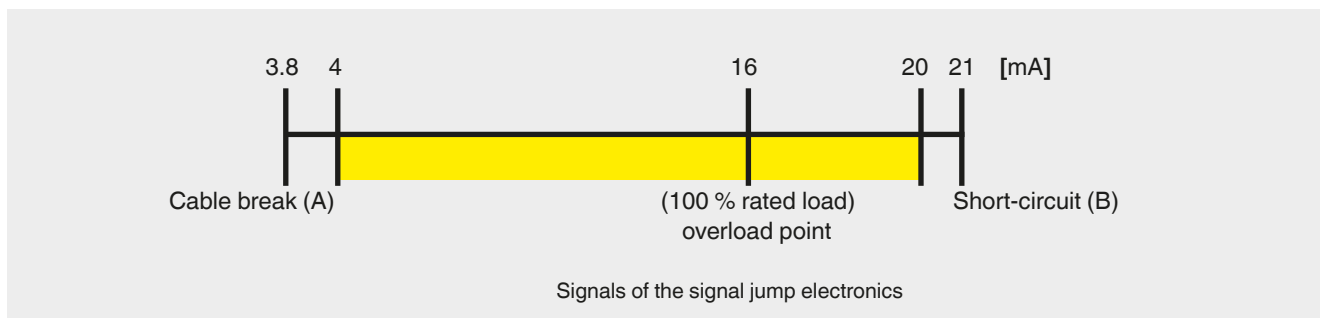 3.8 4 16 20 21 [mA]
Cable break (A) (100 % rated load) Short-circuit (B)
overload point
Signals of the signal jump electronics